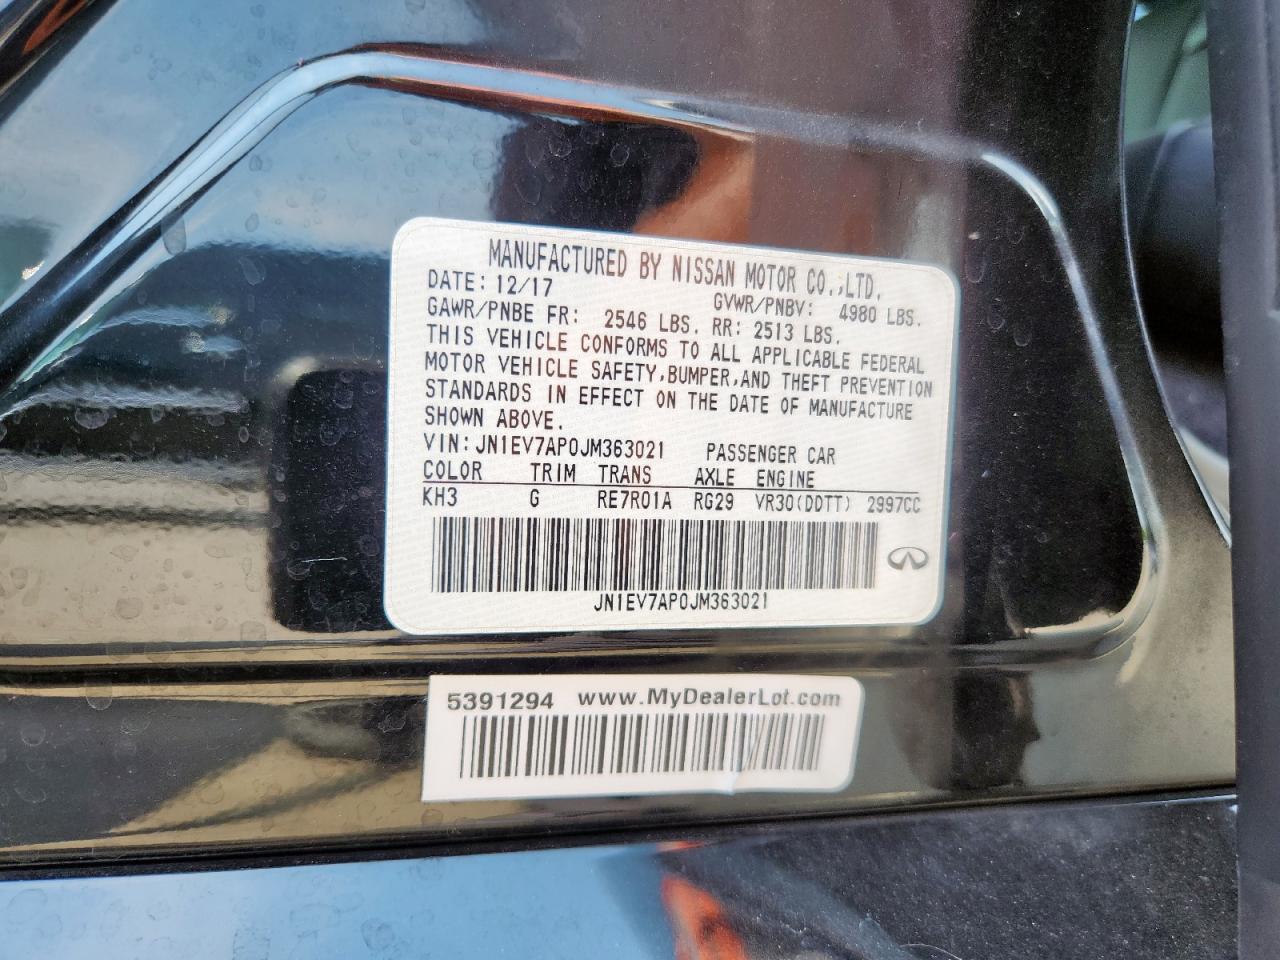 MANUFACTURED BY NISSAN MOTOR CO.,LTD.
DATE: 12/17 GVWR/PNBV: 4980 LBS.
GAWR/PNBE FR: 2546 LBS. RR: 2513 LBS.
THIS VEHICLE CONFORMS TO ALL APPLICABLE FEDERAL
MOTOR VEHICLE SAFETY,BUMPER,AND THEFT PREVENTION
STANDARDS IN EFFECT ON THE DATE OF MANUFACTURE
SHOWN ABOVE.
VIN: JN1EV7AP0JM363021 PASSENGER CAR
COLOR TRIM TRANS AXLE ENGINE
KH3 G RE7R01A RG29 VR30(DDTT) 2997CC
JN1EV7AP0JM363021
5391294 www.MyDealerLot.com